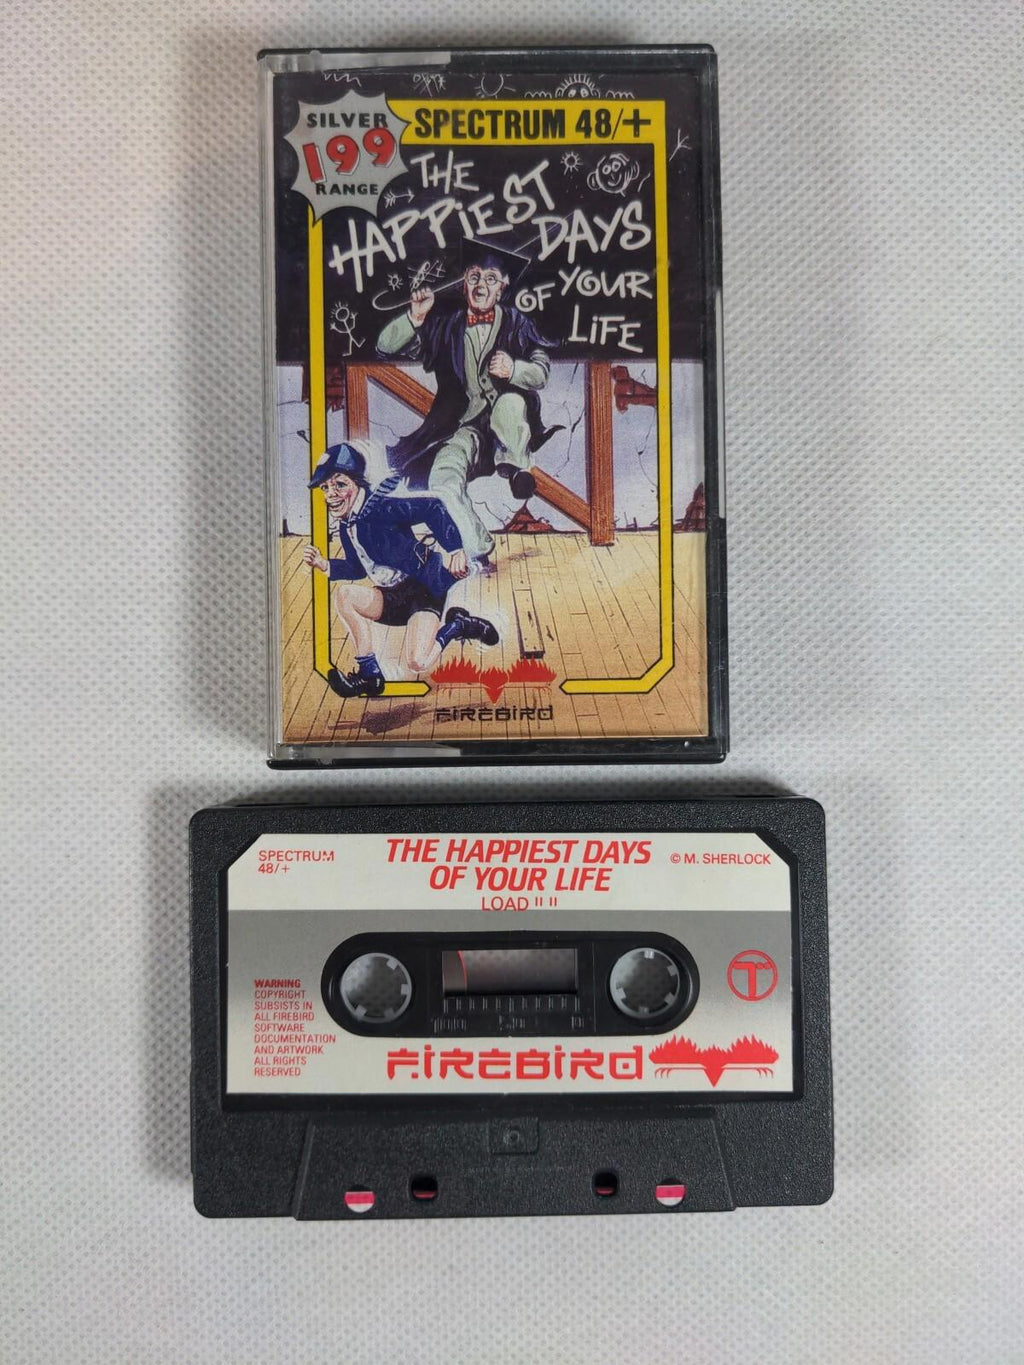 SILVER
199
RANGE
SPECTRUM 48/+
THE
HAPPiEST
DAYS
OF YOUR
LiFE
FIREBIRD
SPECTRUM
48/+
THE HAPPIEST DAYS
OF YOUR LIFE
LOAD " "
© M. SHERLOCK
WARNING
COPYRIGHT
SUBSISTS IN
ALL FIREBIRD
SOFTWARE
DOCUMENTATION
AND ARTWORK
ALL RIGHTS
RESERVED
T
FIREBIRD